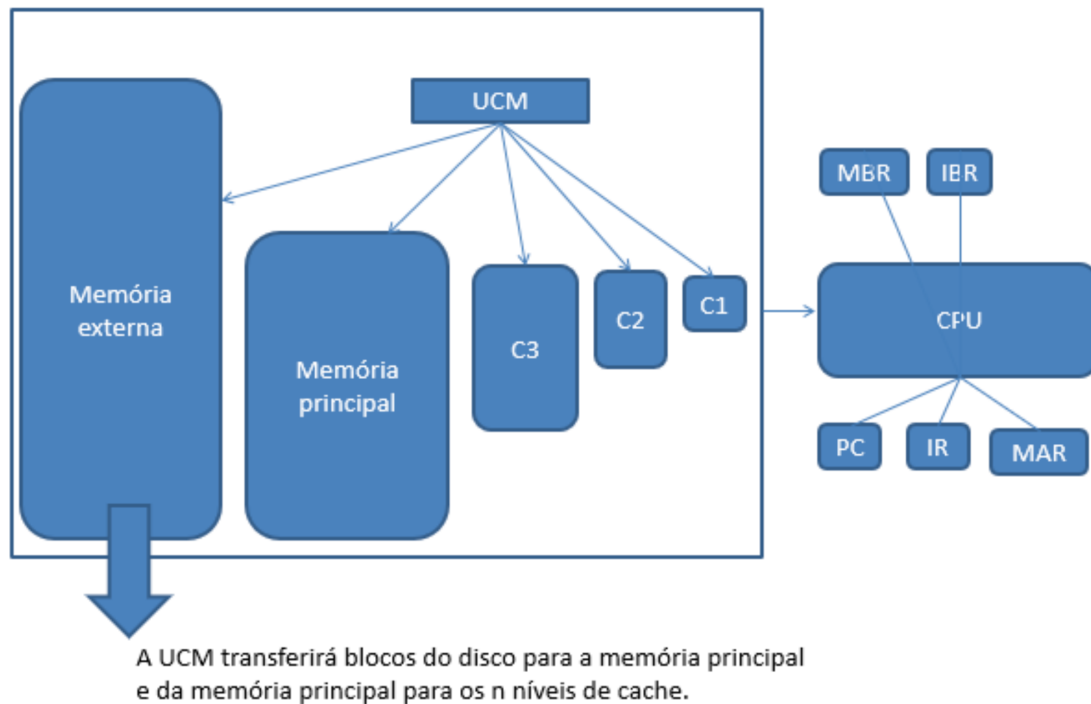 UCM
MBR
IBR
Memória
externa
C1
CPU
C2
C3
Memória
principal
PC
IR
MAR
A UCM transferirá blocos do disco para a memória principal
e da memória principal para os n níveis de cache.